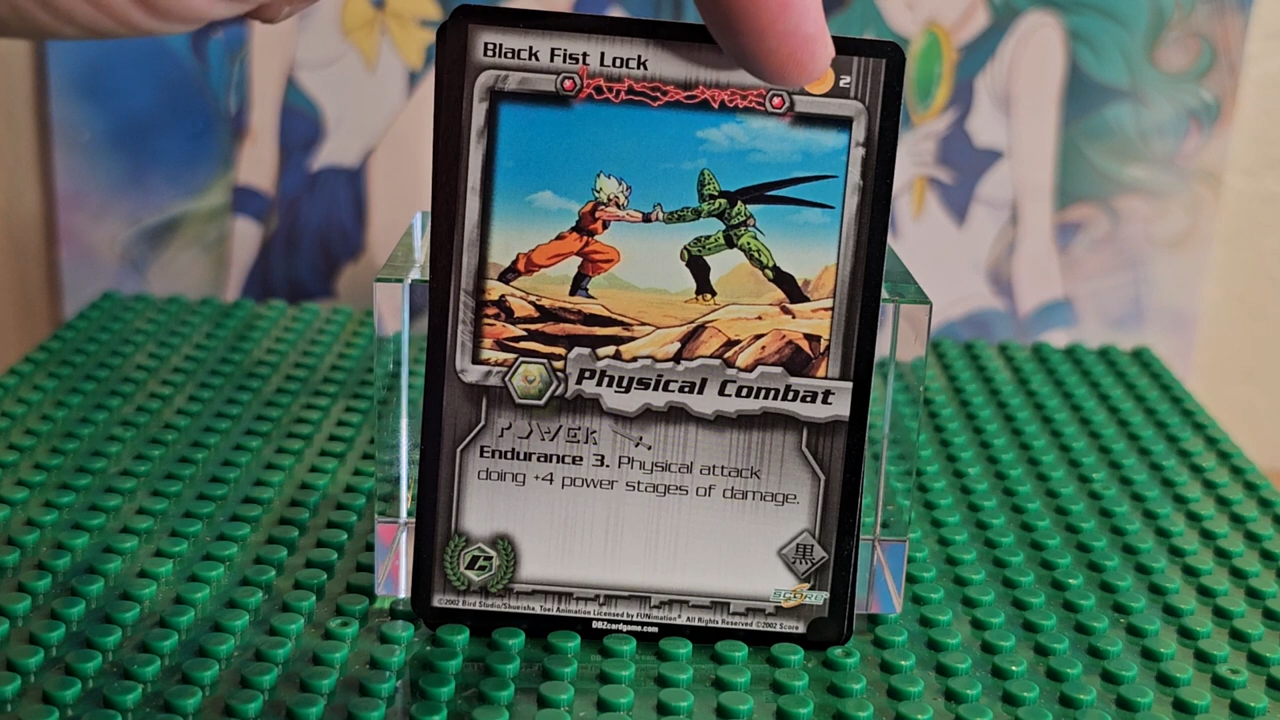 Black Fist Lock
2
Physical Combat
POWER
Endurance 3. Physical attack
doing +4 power stages of damage.
黒
SCORE
©2002 Bird Studio/Shueisha, Toei Animation Licensed by FUNimation®. All Rights Reserved ©2002 Score
DBZcardgame.com